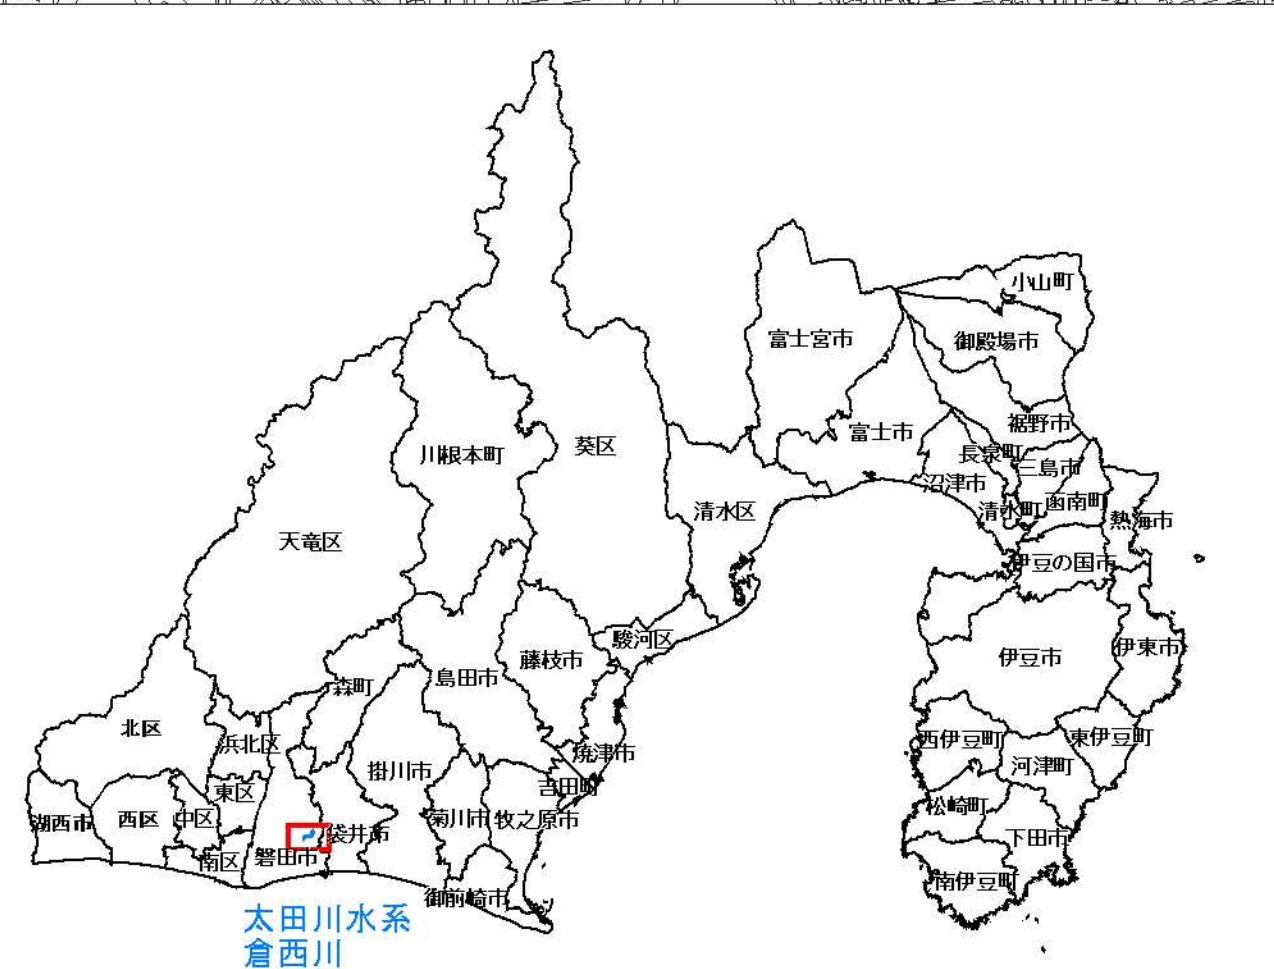 小山町
富士宮市
御殿場市
裾野市
富士市
葵区
川根本町
長泉町
三島市
沼津市
函南町
清水区
清水町
熱海市
天竜区
伊豆の国市
駿河区
伊東市
伊豆市
藤枝市
島田市
森町
北区
浜北区
西伊豆町
東伊豆町
焼津市
河津町
掛川市
吉田町
東区
松崎町
湖西市
西区
中区
菊川市
牧之原市
袋井市
下田市
磐田市
南区
南伊豆町
御前崎市
太田川水系
倉西川